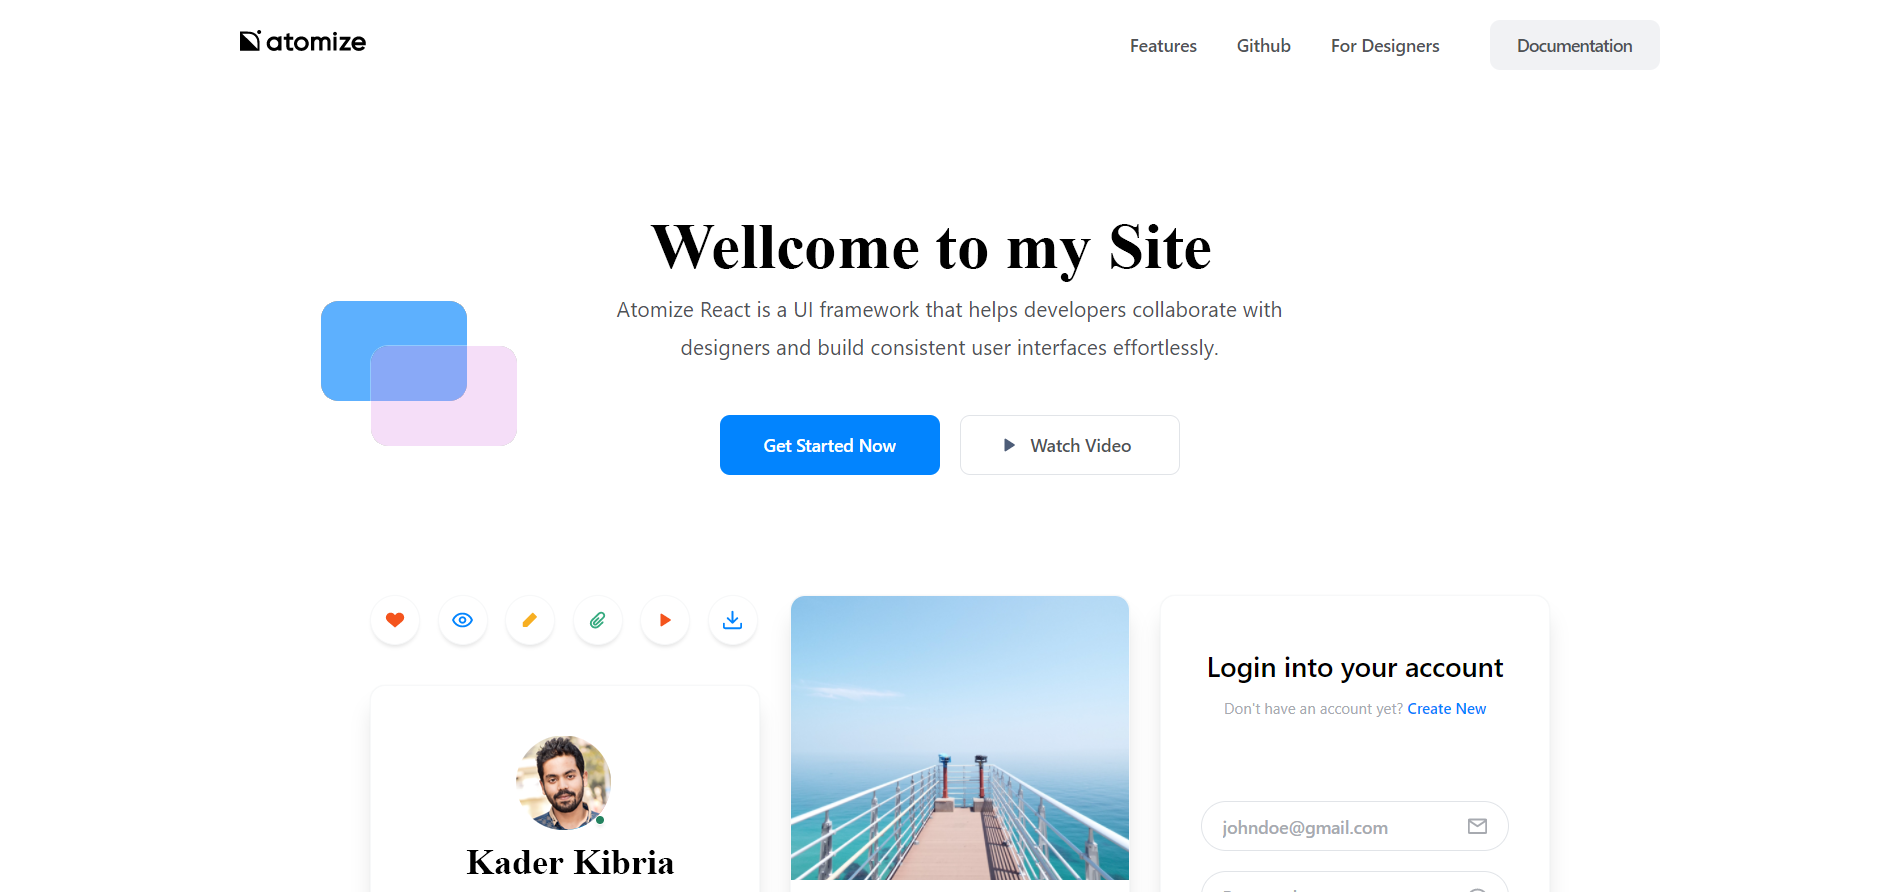 atomize
Features
Github
For Designers
Documentation
Wellcome to my Site
Atomize React is a UI framework that helps developers collaborate with
designers and build consistent user interfaces effortlessly.
Get Started Now
Watch Video
Kader Kibria
Login into your account
Don't have an account yet? Create New
johndoe@gmail.com